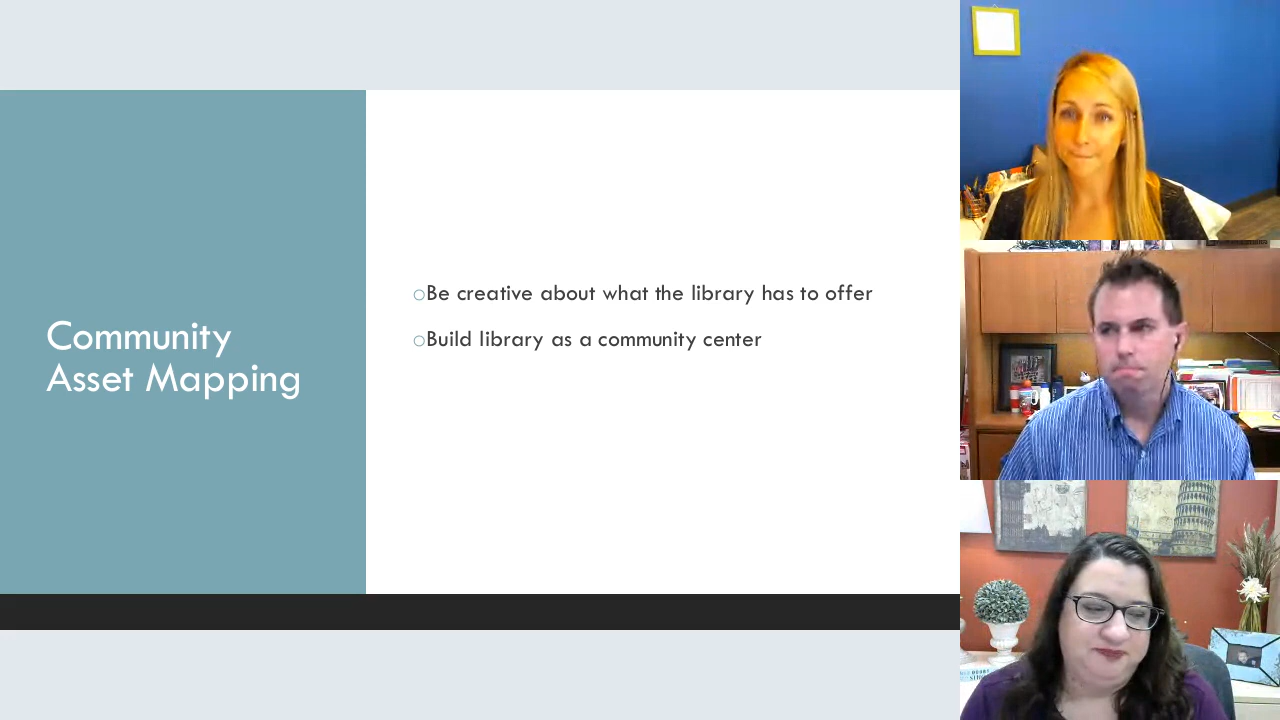 Community
Asset Mapping
○Be creative about what the library has to offer
○Build library as a community center